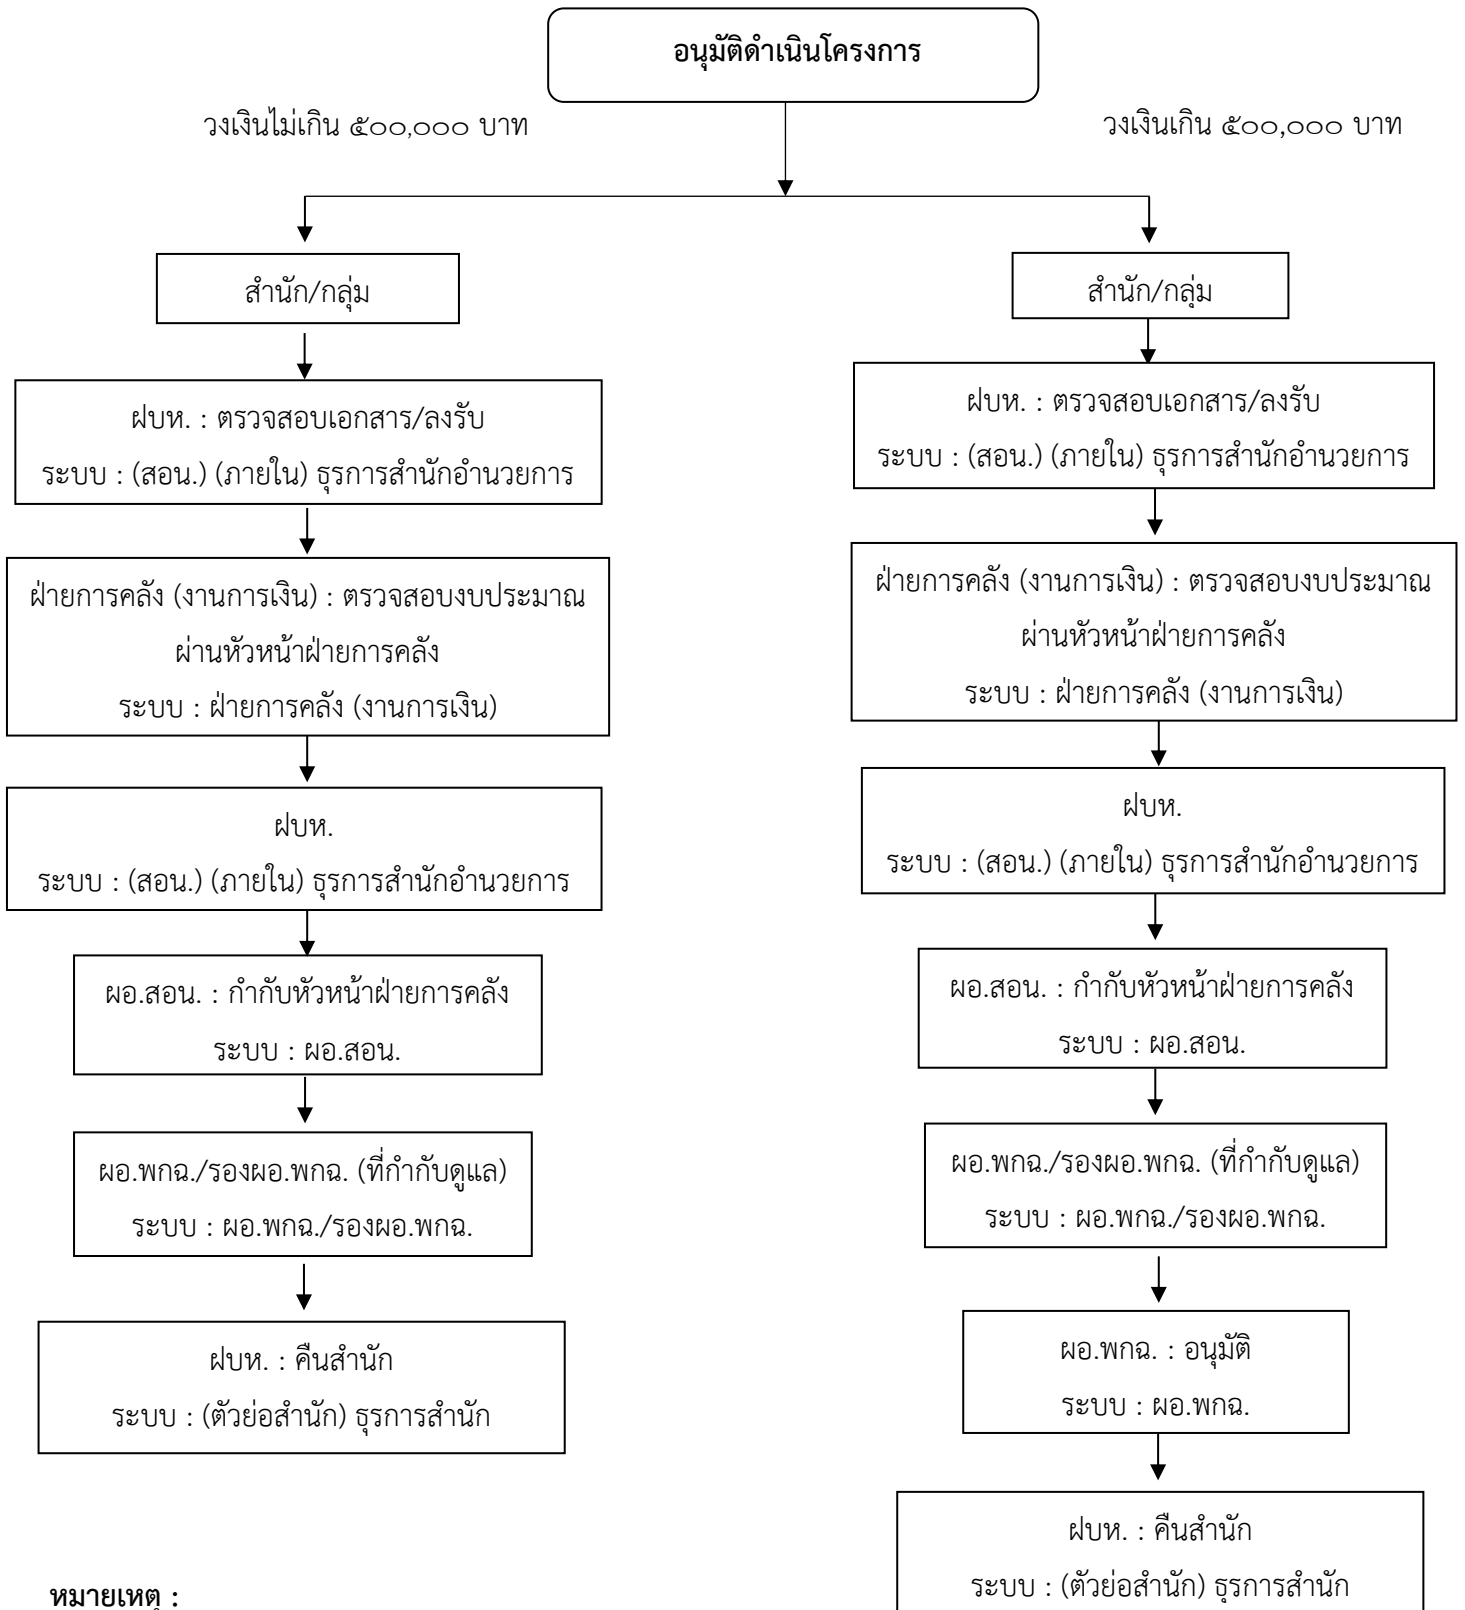 อนุมัติดำเนินโครงการ
วงเงินไม่เกิน ๕๐๐,๐๐๐ บาท
วงเงินเกิน ๕๐๐,๐๐๐ บาท
สำนัก/กลุ่ม
ฝบห. : ตรวจสอบเอกสาร/ลงรับ
ระบบ : (สอน.) (ภายใน) ธุรการสำนักอำนวยการ
ฝ่ายการคลัง (งานการเงิน) : ตรวจสอบงบประมาณ
ผ่านหัวหน้าฝ่ายการคลัง
ระบบ : ฝ่ายการคลัง (งานการเงิน)
ฝบห.
ระบบ : (สอน.) (ภายใน) ธุรการสำนักอำนวยการ
ผอ.สอน. : กำกับหัวหน้าฝ่ายการคลัง
ระบบ : ผอ.สอน.
ผอ.พกฉ./รองผอ.พกฉ. (ที่กำกับดูแล)
ระบบ : ผอ.พกฉ./รองผอ.พกฉ.
ฝบห. : คืนสำนัก
ระบบ : (ตัวย่อสำนัก) ธุรการสำนัก
สำนัก/กลุ่ม
ฝบห. : ตรวจสอบเอกสาร/ลงรับ
ระบบ : (สอน.) (ภายใน) ธุรการสำนักอำนวยการ
ฝ่ายการคลัง (งานการเงิน) : ตรวจสอบงบประมาณ
ผ่านหัวหน้าฝ่ายการคลัง
ระบบ : ฝ่ายการคลัง (งานการเงิน)
ฝบห.
ระบบ : (สอน.) (ภายใน) ธุรการสำนักอำนวยการ
ผอ.สอน. : กำกับหัวหน้าฝ่ายการคลัง
ระบบ : ผอ.สอน.
ผอ.พกฉ./รองผอ.พกฉ. (ที่กำกับดูแล)
ระบบ : ผอ.พกฉ./รองผอ.พกฉ.
ผอ.พกฉ. : อนุมัติ
ระบบ : ผอ.พกฉ.
ฝบห. : คืนสำนัก
ระบบ : (ตัวย่อสำนัก) ธุรการสำนัก
หมายเหตุ :